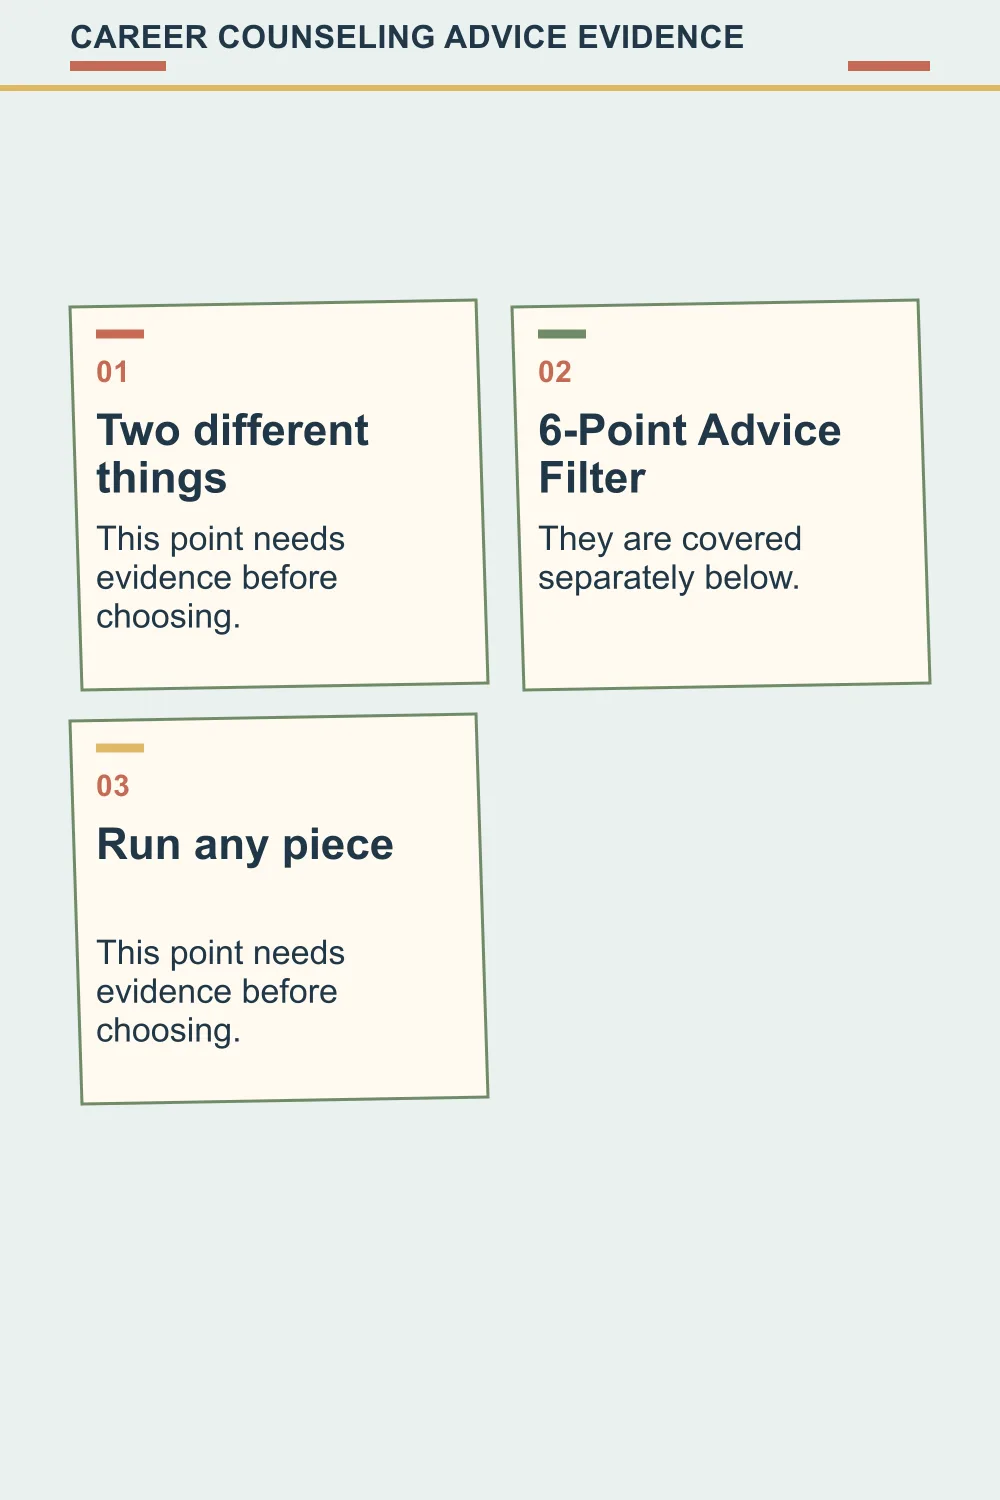 CAREER COUNSELING ADVICE EVIDENCE
01
Two different
things
This point needs
evidence before
choosing.
02
6-Point Advice
Filter
They are covered
separately below.
03
Run any piece
This point needs
evidence before
choosing.